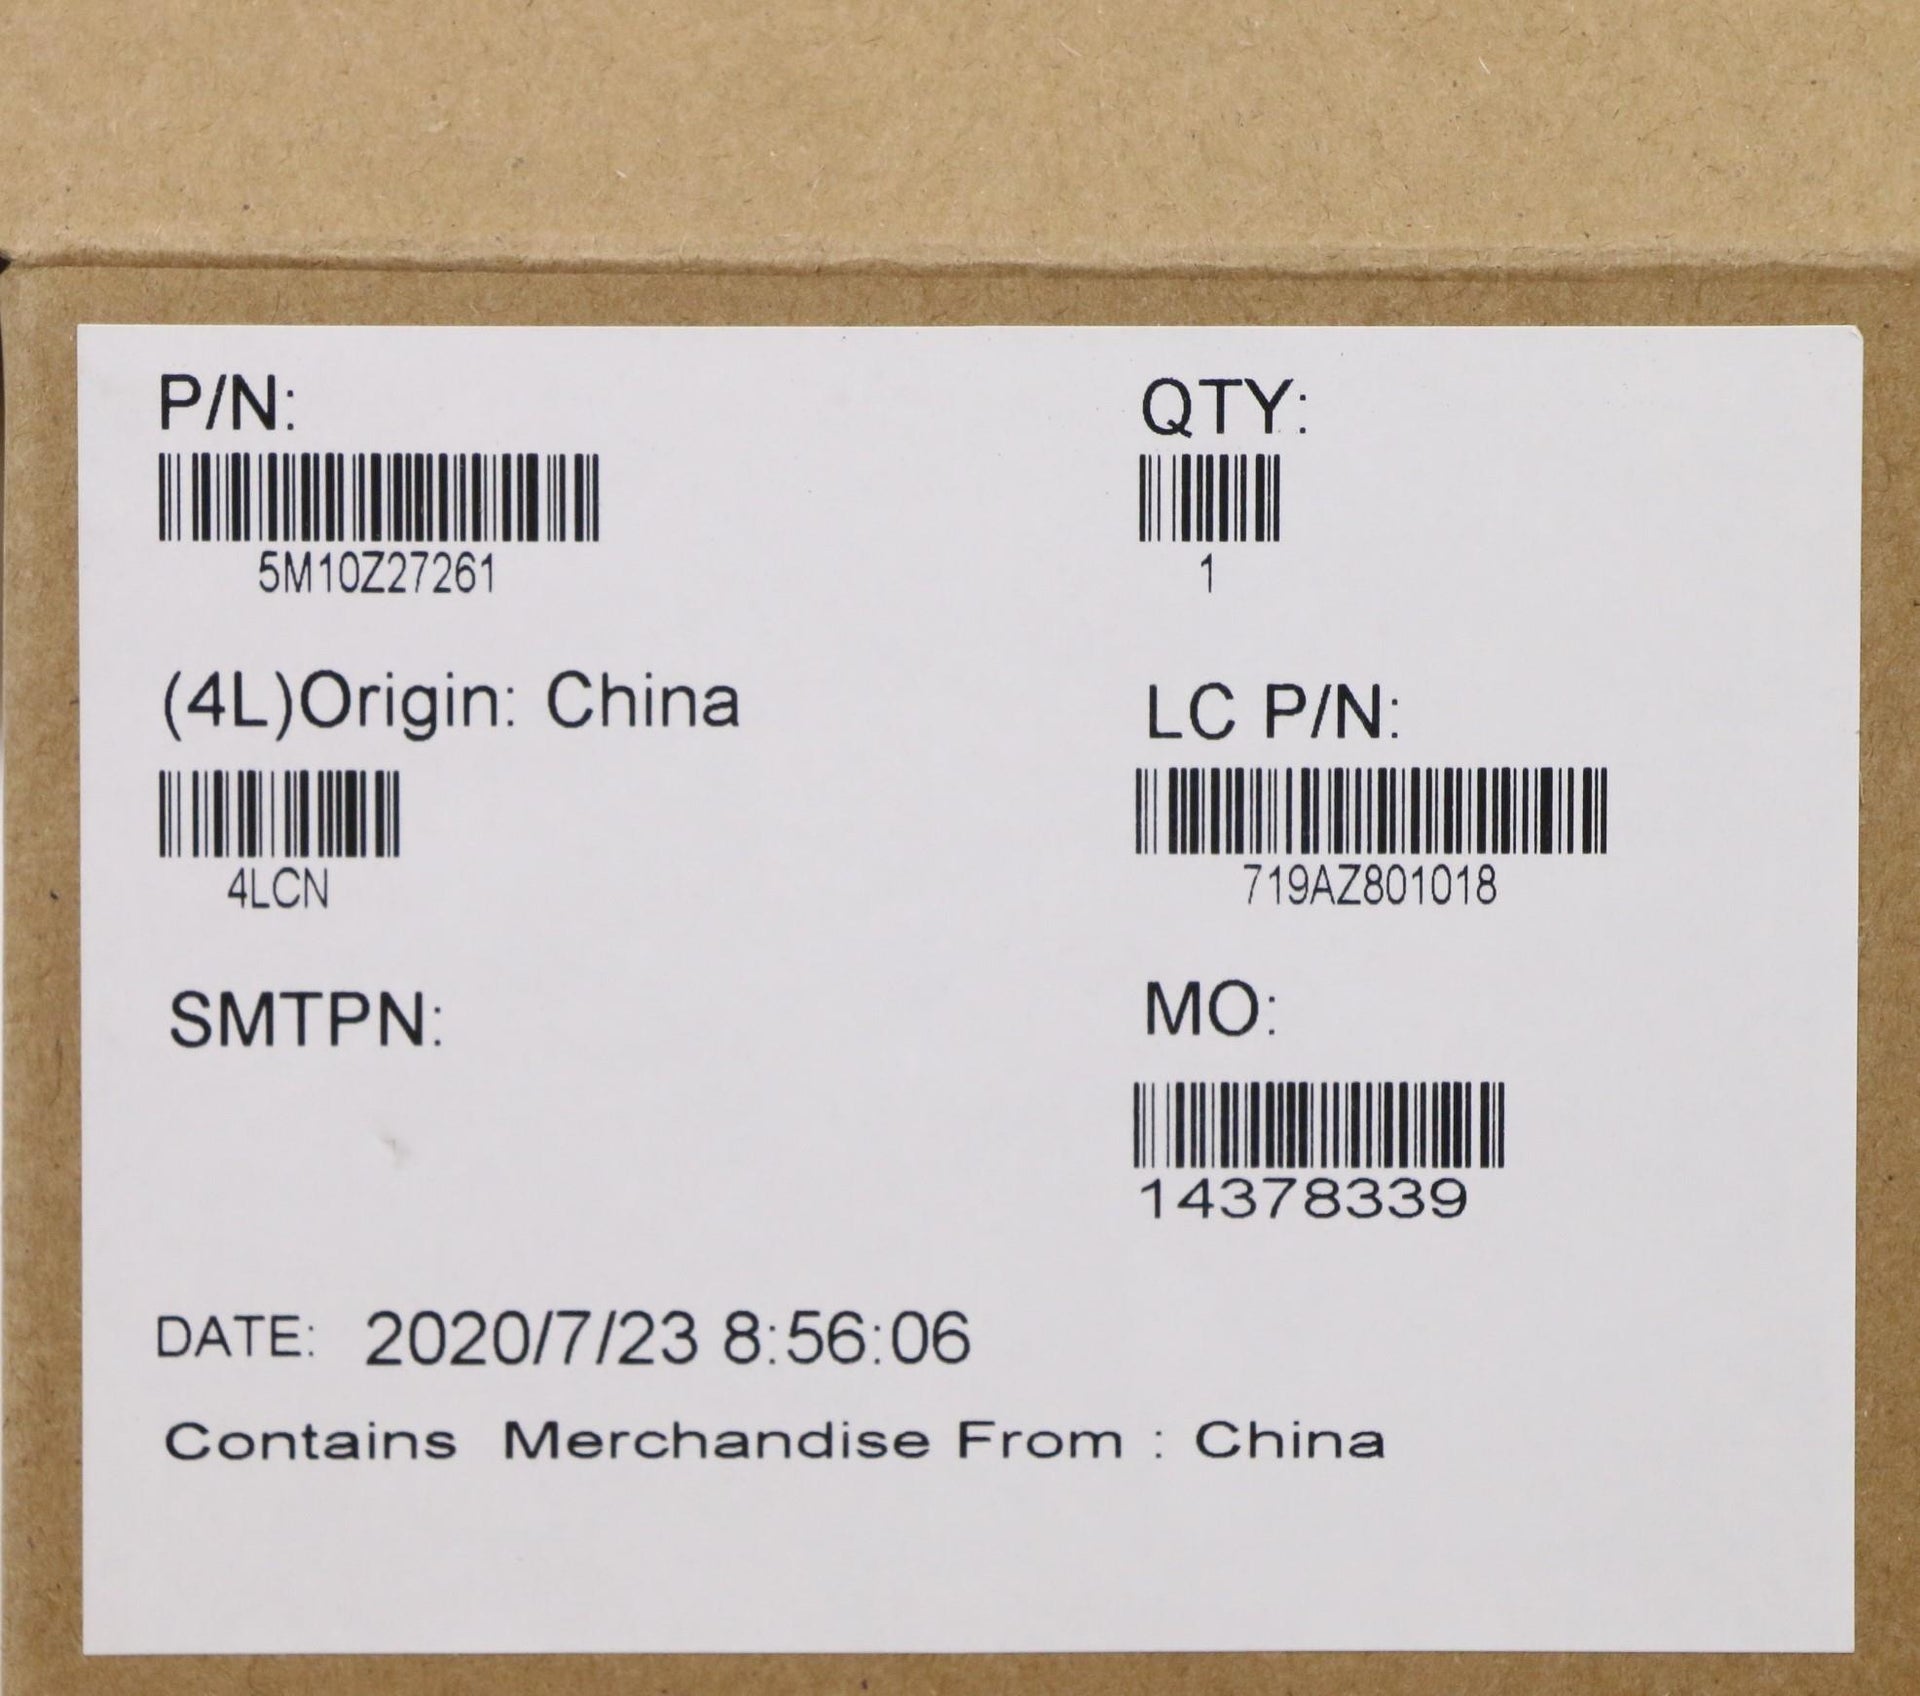 P/N:
5M10Z27261
QTY:
1
(4L)Origin: China
4LCN
LC P/N:
719AZ801018
SMTPN:
MO:
14378339
DATE: 2020/7/23 8:56:06
Contains Merchandise From : China